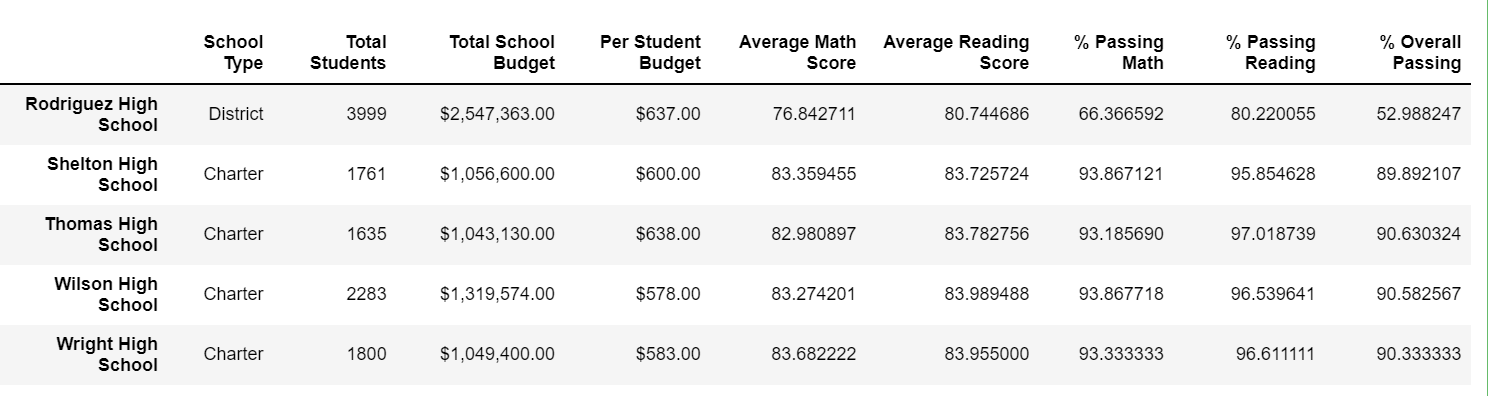 School Type Total Students Total School Budget Per Student Budget Average Math Score Average Reading Score % Passing Math % Passing Reading % Overall Passing
Rodriguez High School District 3999 $2,547,363.00 $637.00 76.842711 80.744686 66.366592 80.220055 52.988247
Shelton High School Charter 1761 $1,056,600.00 $600.00 83.359455 83.725724 93.867121 95.854628 89.892107
Thomas High School Charter 1635 $1,043,130.00 $638.00 82.980897 83.782756 93.185690 97.018739 90.630324
Wilson High School Charter 2283 $1,319,574.00 $578.00 83.274201 83.989488 93.867718 96.539641 90.582567
Wright High School Charter 1800 $1,049,400.00 $583.00 83.682222 83.955000 93.333333 96.611111 90.333333